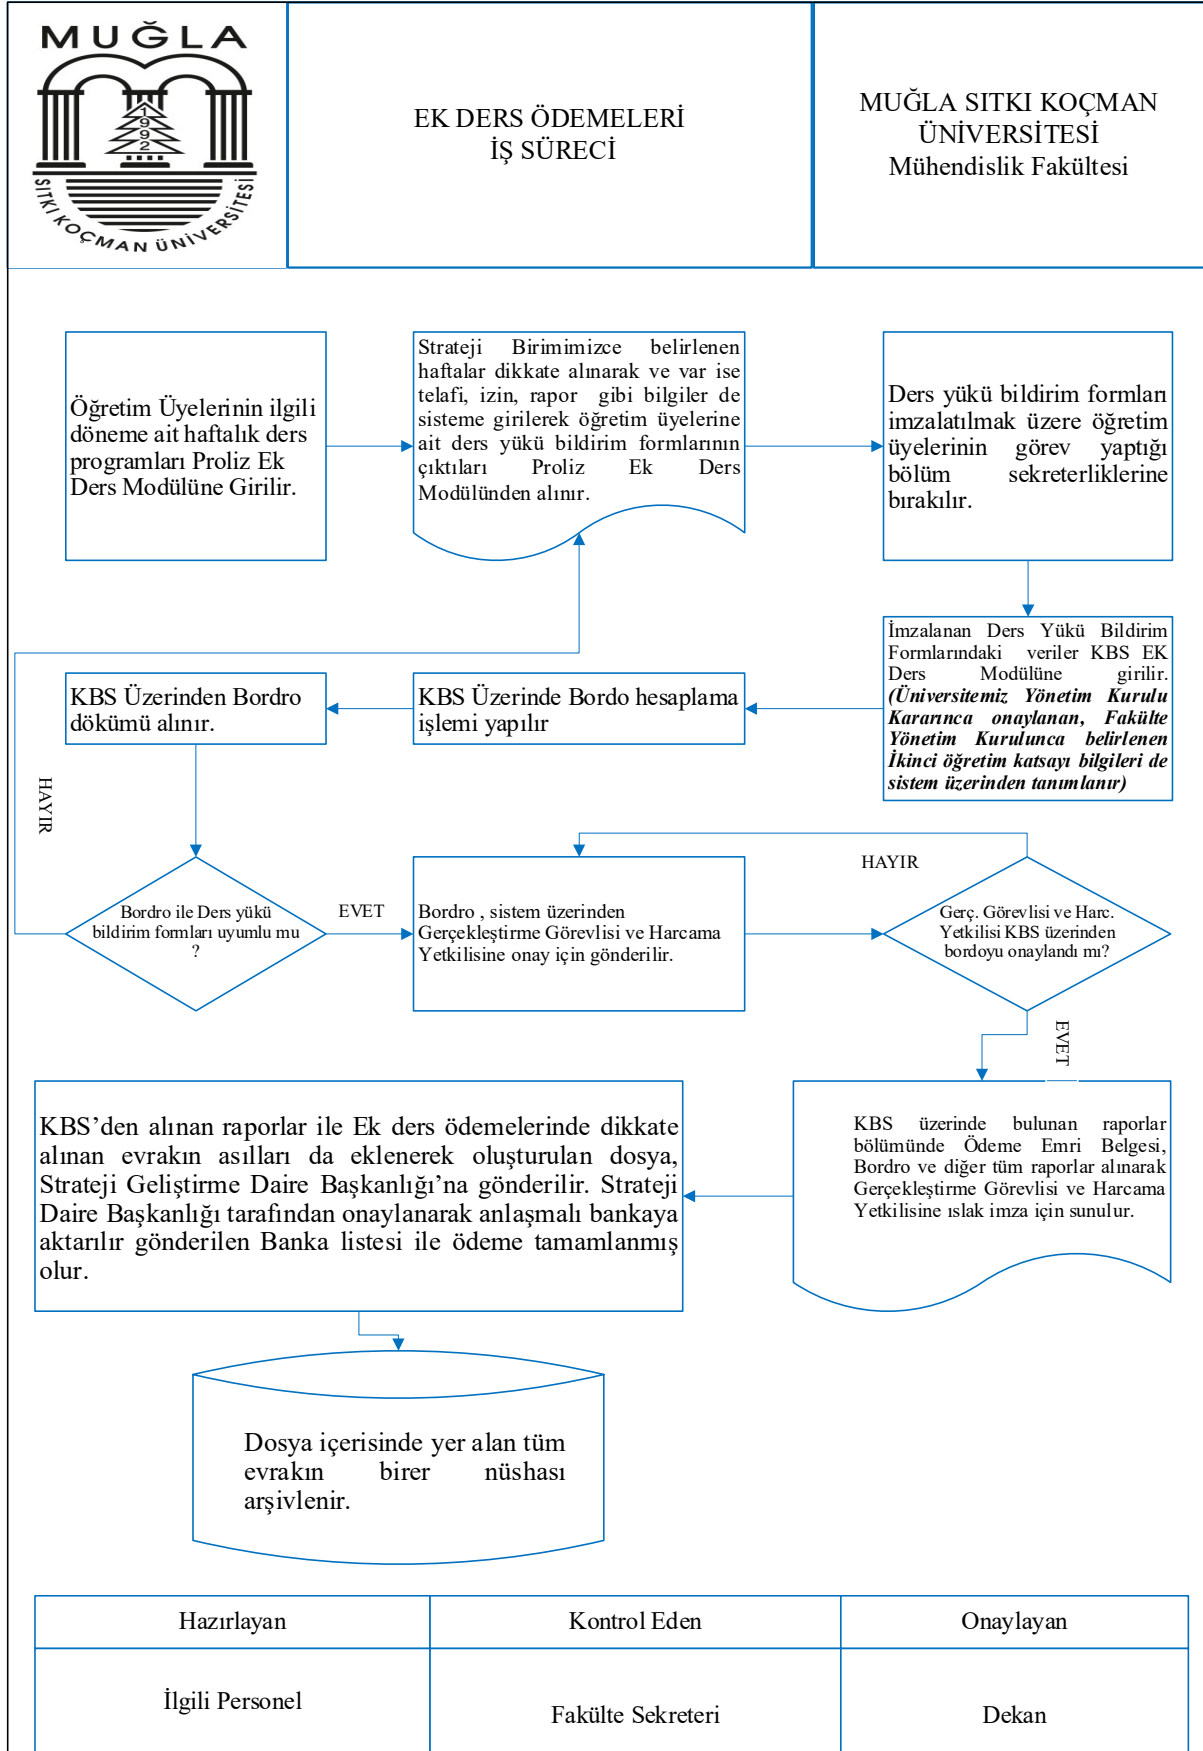 MUĞLA
1992
SITKI KOÇMAN ÜNİVERSİTESİ
EK DERS ÖDEMELERİ
İŞ SÜRECİ
MUĞLA SITKI KOÇMAN
ÜNİVERSİTESİ
Mühendislik Fakültesi
Öğretim Üyelerinin ilgili
döneme ait haftalık ders
programları Proliz Ek
Ders Modülüne Girilir.
Strateji Birimimizce belirlenen
haftalar dikkate alınarak ve var ise
telafi, izin, rapor gibi bilgiler de
sisteme girilerek öğretim üyelerine
ait ders yükü bildirim formlarının
çıktıları Proliz Ek Ders
Modülünden alınır.
Ders yükü bildirim formları
imzalatılmak üzere öğretim
üyelerinin görev yaptığı
bölüm sekreterliklerine
bırakılır.
İmzalanan Ders Yükü Bildirim
Formlarındaki veriler KBS EK
Ders Modülüne girilir.
(Üniversitemiz Yönetim Kurulu
Kararınca onaylanan, Fakülte
Yönetim Kurulunca belirlenen
İkinci öğretim katsayı bilgileri de
sistem üzerinden tanımlanır)
KBS Üzerinde Bordo hesaplama
işlemi yapılır
KBS Üzerinden Bordro
dökümü alınır.
HAYIR
Bordro ile Ders yükü
bildirim formları uyumlu mu
?
EVET
Bordro , sistem üzerinden
Gerçekleştirme Görevlisi ve Harcama
Yetkilisine onay için gönderilir.
HAYIR
Gerç. Görevlisi ve Harc.
Yetkilisi KBS üzerinden
bordoyu onaylandı mı?
EVET
KBS üzerinde bulunan raporlar
bölümünde Ödeme Emri Belgesi,
Bordro ve diğer tüm raporlar alınarak
Gerçekleştirme Görevlisi ve Harcama
Yetkilisine ıslak imza için sunulur.
KBS’den alınan raporlar ile Ek ders ödemelerinde dikkate
alınan evrakın asılları da eklenerek oluşturulan dosya,
Strateji Geliştirme Daire Başkanlığı’na gönderilir. Strateji
Daire Başkanlığı tarafından onaylanarak anlaşmalı bankaya
aktarılır gönderilen Banka listesi ile ödeme tamamlanmış
olur.
Dosya içerisinde yer alan tüm
evrakın birer nüshası
arşivlenir.
Hazırlayan
Kontrol Eden
Onaylayan
İlgili Personel
Fakülte Sekreteri
Dekan